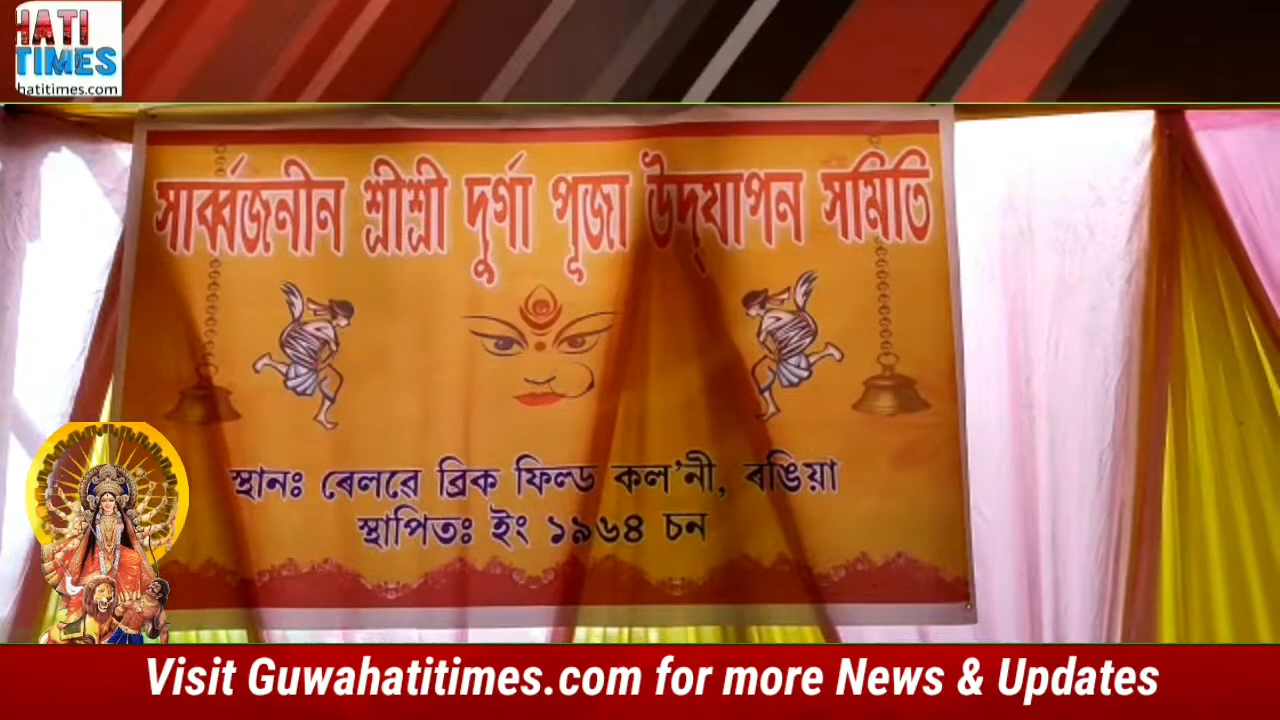 HATI
TIMES
hatitimes.com
সাৰ্ব্বজনীন শ্ৰীশ্ৰী দুৰ্গা পূজা উদ্‌যাপন সমিতি
স্থানঃ ৰেলৱে ব্ৰিক ফিল্ড কল'নী, ৰঙিয়া
স্থাপিতঃ ইং ১৯৬৪ চন
Visit Guwahatitimes.com for more News & Updates